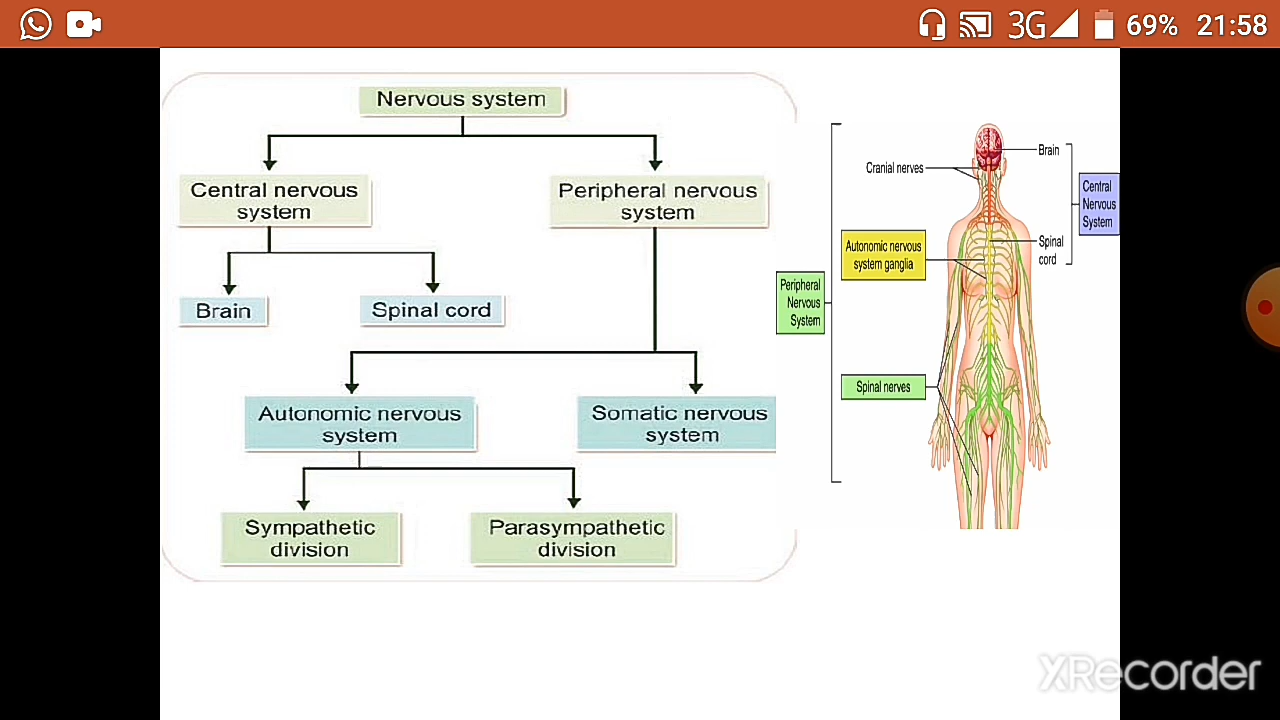 3G 69% 21:58
Nervous system
Central nervous
system
Peripheral nervous
system
Brain
Spinal cord
Autonomic nervous
system
Somatic nervous
system
Sympathetic
division
Parasympathetic
division
Peripheral
Nervous
System
Cranial nerves
Autonomic nervous
system ganglia
Spinal nerves
Brain
Spinal
cord
Central
Nervous
System
XRecorder